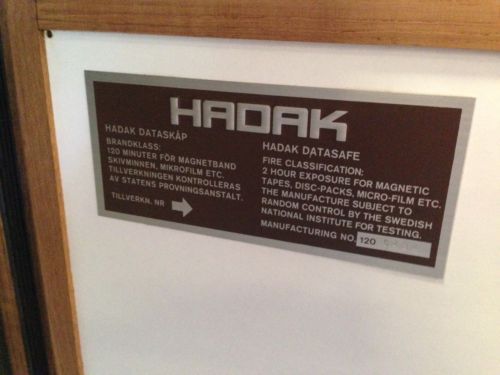 HADAK
HADAK DATASKÅP
BRANDKLASS:
120 MINUTER FÖR MAGNETBAND
SKIVMINNEN, MIKROFILM ETC.
TILLVERKNINGEN KONTROLLERAS
AV STATENS PROVNINGSANSTALT.
TILLVERKN. NR
HADAK DATASAFE
FIRE CLASSIFICATION:
2 HOUR EXPOSURE FOR MAGNETIC
TAPES, DISC-PACKS, MICRO-FILM ETC.
THE MANUFACTURE SUBJECT TO
RANDOM CONTROL BY THE SWEDISH
NATIONAL INSTITUTE FOR TESTING.
MANUFACTURING NO. 120